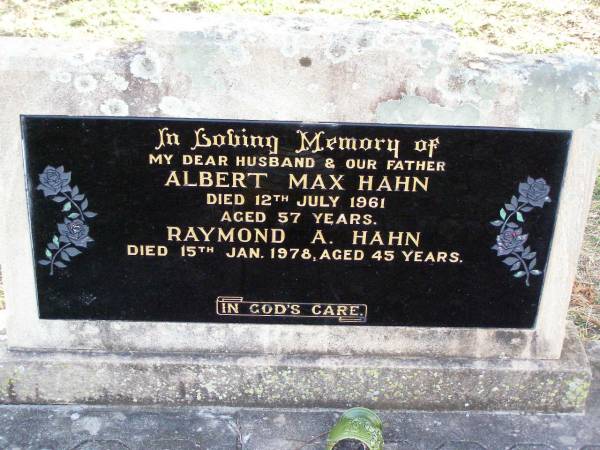 In Loving Memory of
MY DEAR HUSBAND & OUR FATHER
ALBERT MAX HAHN
DIED 12TH JULY 1961
AGED 57 YEARS.
RAYMOND A. HAHN
DIED 15TH JAN. 1978, AGED 45 YEARS.
IN GOD'S CARE.